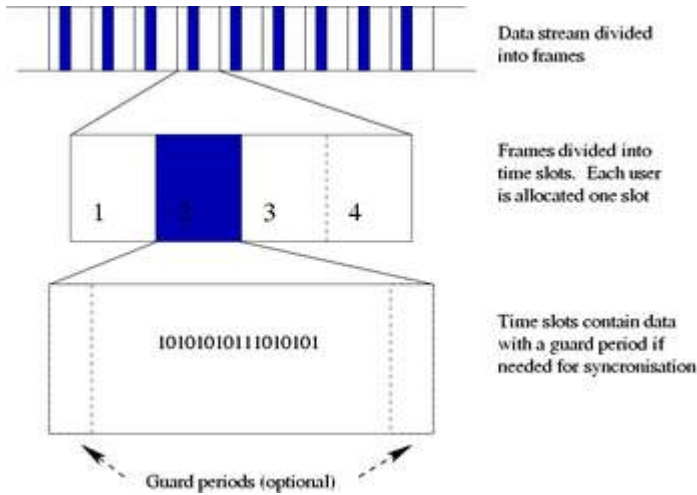 Data stream divided
into frames
Frames divided into
time slots. Each user
is allocated one slot
1 2 3 4
Time slots contain data
with a guard period if
needed for syncronisation
10101010111010101
Guard periods (optional)